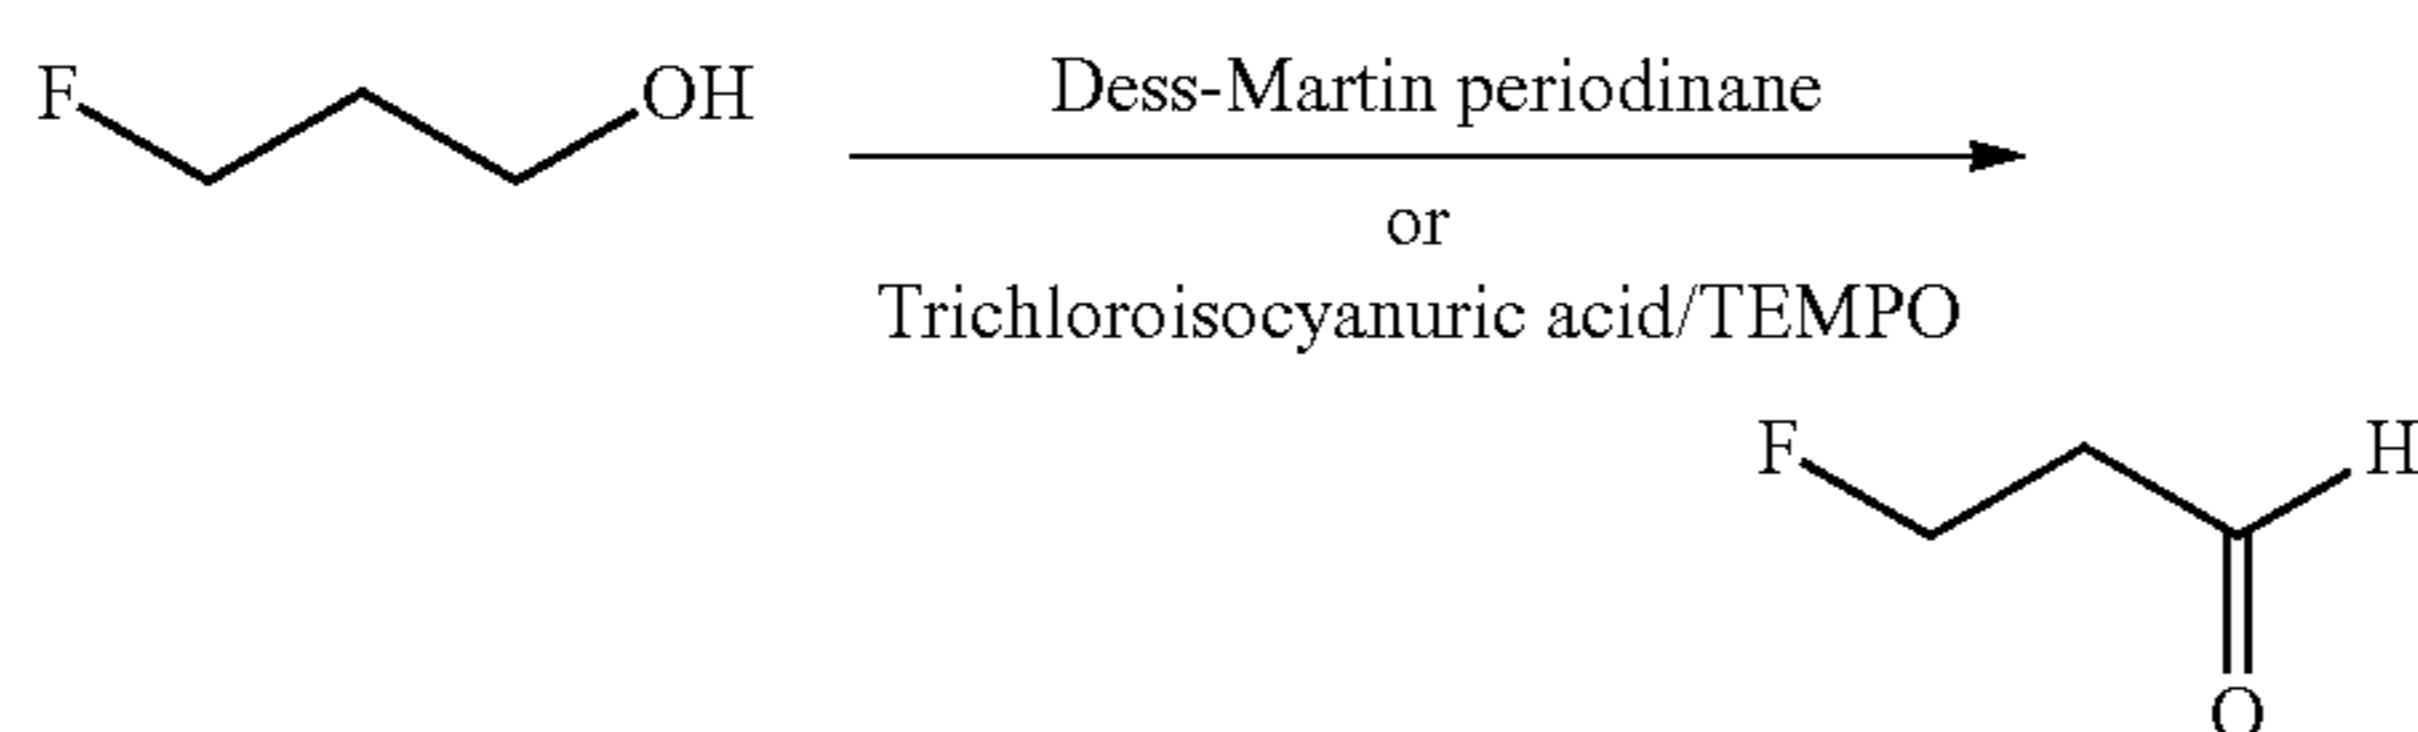 F OH
Dess-Martin periodinane
or
Trichloroisocyanuric acid/TEMPO
F H
O